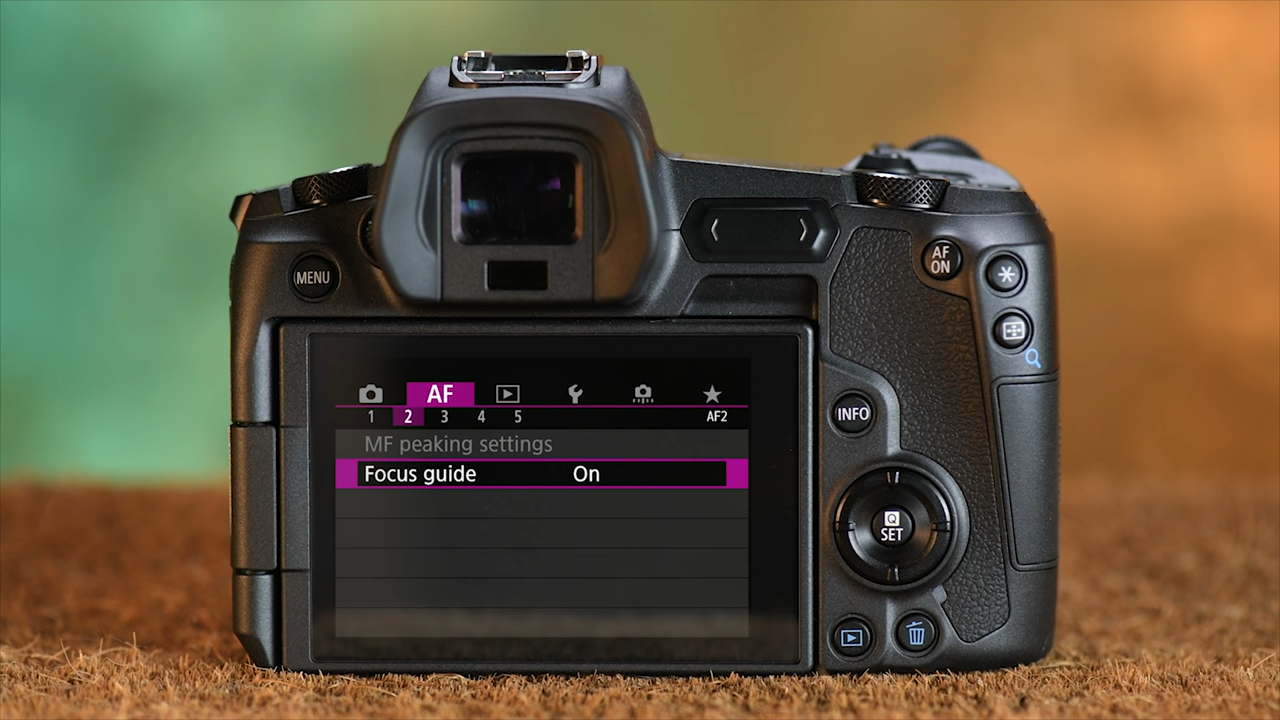 MENU
AF
ON
AF
1 2 3 4 5 AF2
MF peaking settings
Focus guide On
INFO
Q
SET